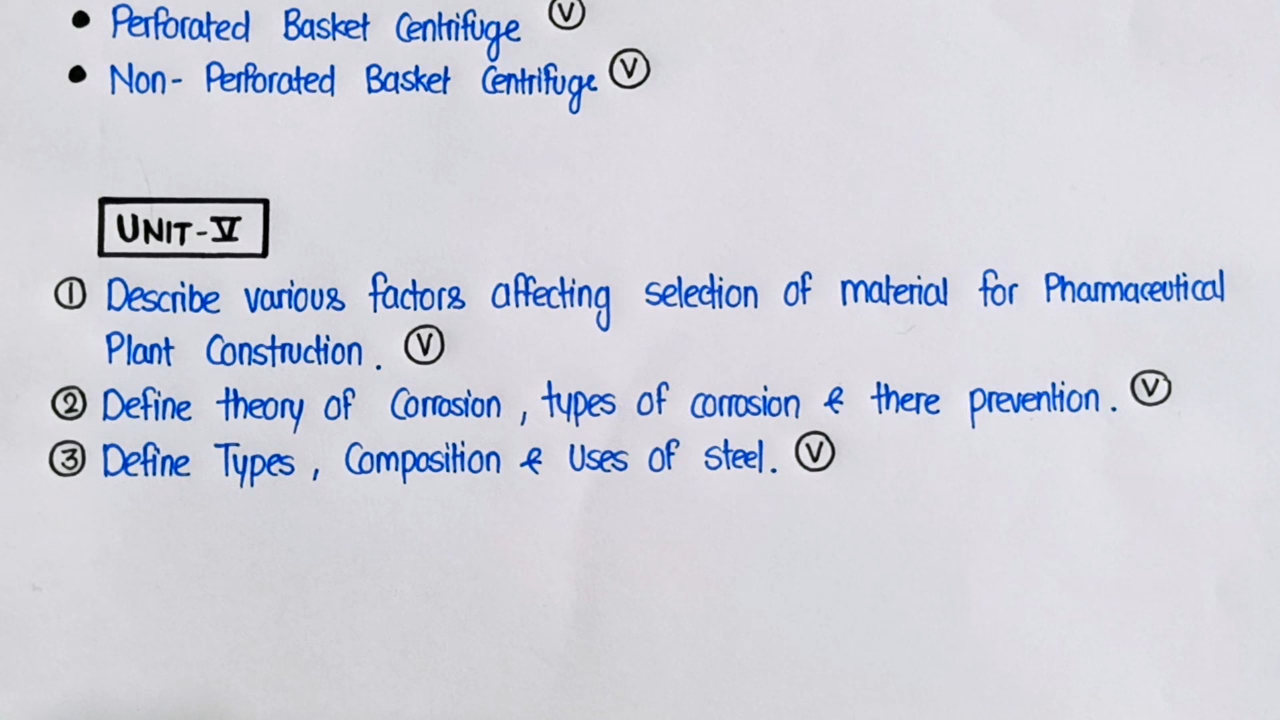 • Perforated Basket Centrifuge Ⓥ
• Non- Perforated Basket Centrifuge Ⓥ
UNIT-V
① Describe various factors affecting selection of material for Pharmaceutical
Plant Construction. Ⓥ
② Define theory of Corrosion, types of corrosion & there prevention. Ⓥ
③ Define Types, Composition & Uses of steel. Ⓥ